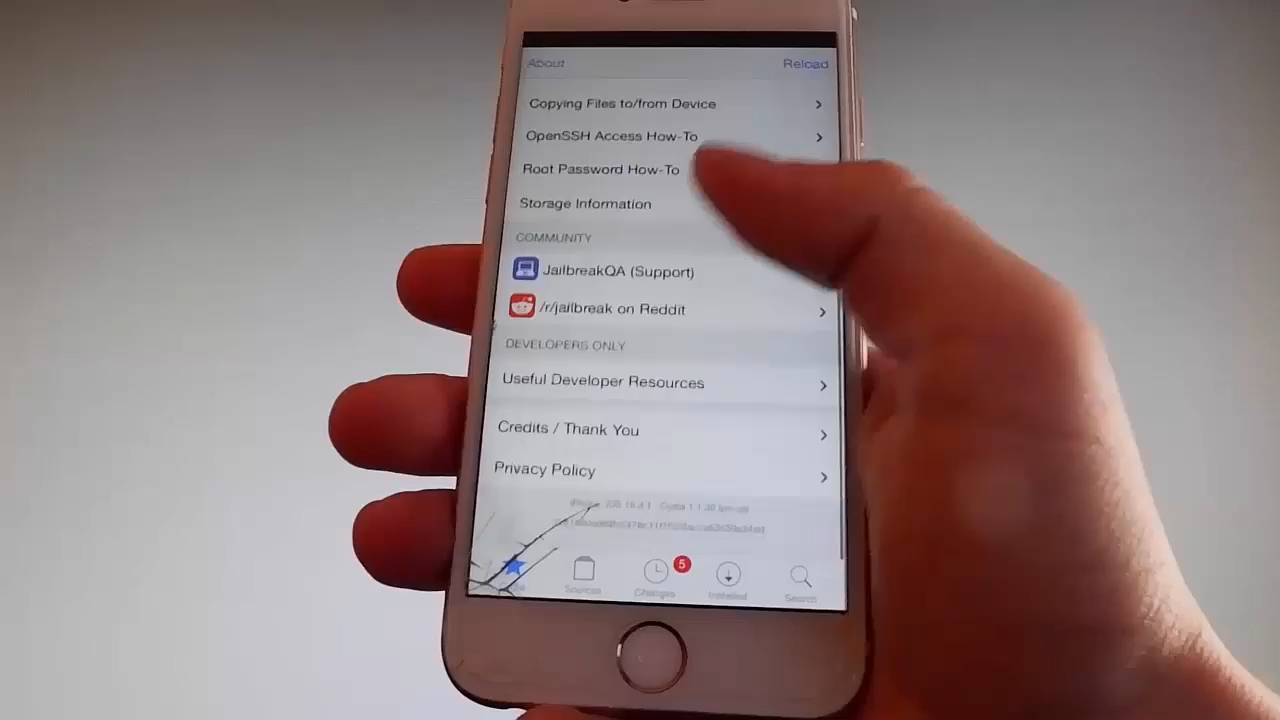 About
Reload
Copying Files to/from Device
OpenSSH Access How-To
Root Password How-To
Storage Information
COMMUNITY
JailbreakQA (Support)
/r/jailbreak on Reddit
DEVELOPERS ONLY
Useful Developer Resources
Credits / Thank You
Privacy Policy
5
Sources
Changes
Installed
Search